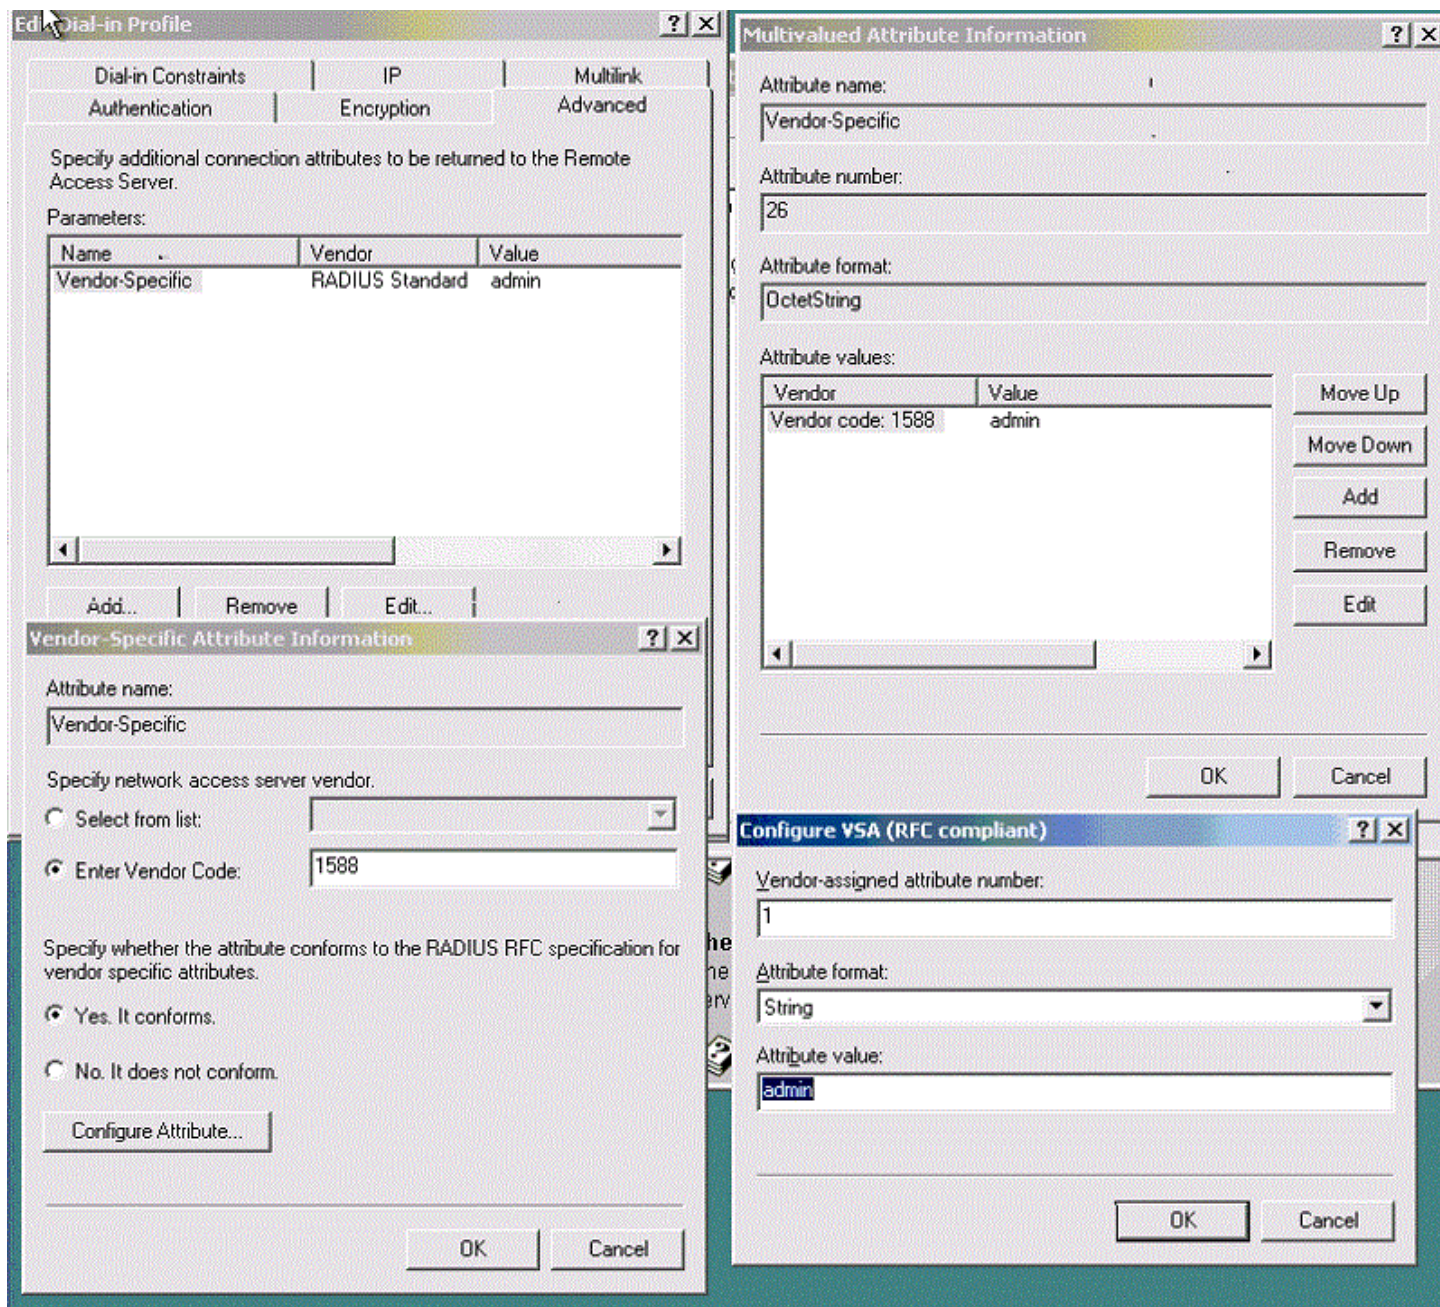 Edit Dial-in Profile
Dial-in Constraints IP Multilink
Authentication Encryption Advanced
Specify additional connection attributes to be returned to the Remote
Access Server.
Parameters:
Name Vendor Value
Vendor-Specific RADIUS Standard admin
Add... Remove Edit...
Multivalued Attribute Information
Attribute name:
Vendor-Specific
Attribute number:
26
Attribute format:
OctetString
Attribute values:
Vendor Value
Vendor code: 1588 admin
Move Up
Move Down
Add
Remove
Edit
OK Cancel
Vendor-Specific Attribute Information
Attribute name:
Vendor-Specific
Specify network access server vendor.
Select from list:
Enter Vendor Code: 1588
Specify whether the attribute conforms to the RADIUS RFC specification for
vendor specific attributes.
Yes. It conforms.
No. It does not conform.
Configure Attribute...
OK Cancel
Configure VSA (RFC compliant)
Vendor-assigned attribute number:
1
Attribute format:
String
Attribute value:
admin
OK Cancel